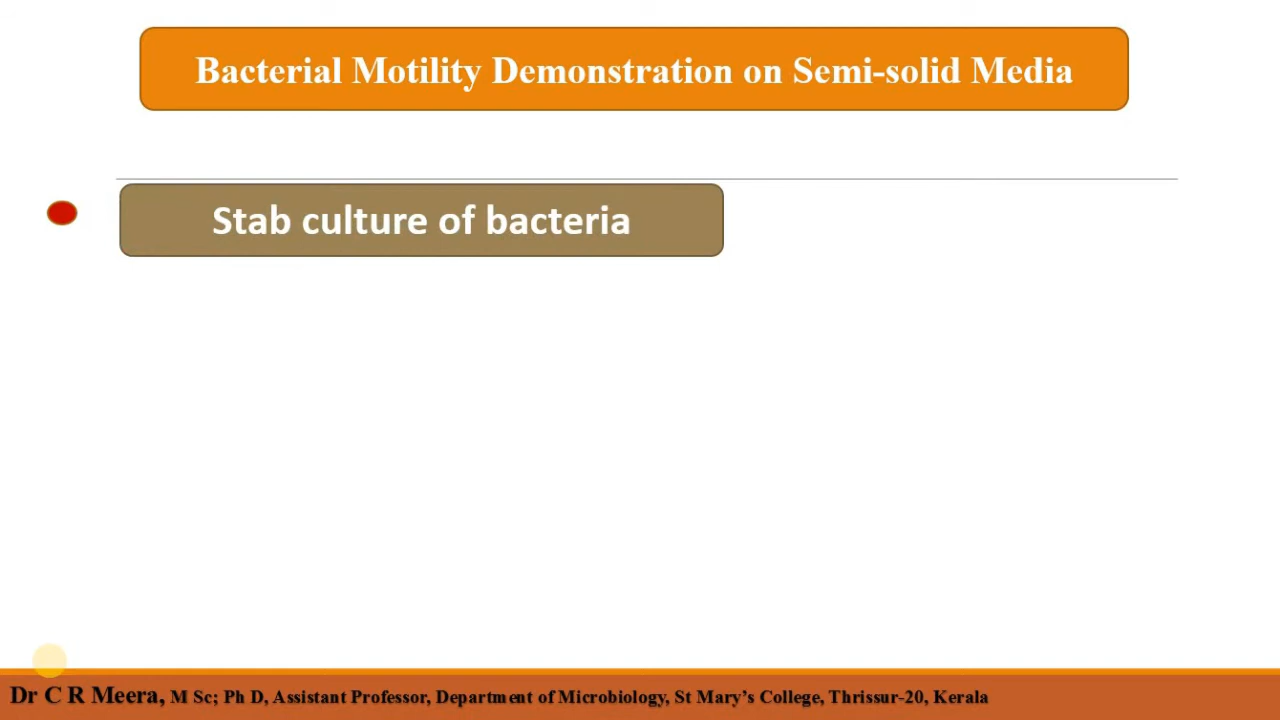 Bacterial Motility Demonstration on Semi-solid Media
Stab culture of bacteria
Dr C R Meera, M Sc; Ph D, Assistant Professor, Department of Microbiology, St Mary’s College, Thrissur-20, Kerala